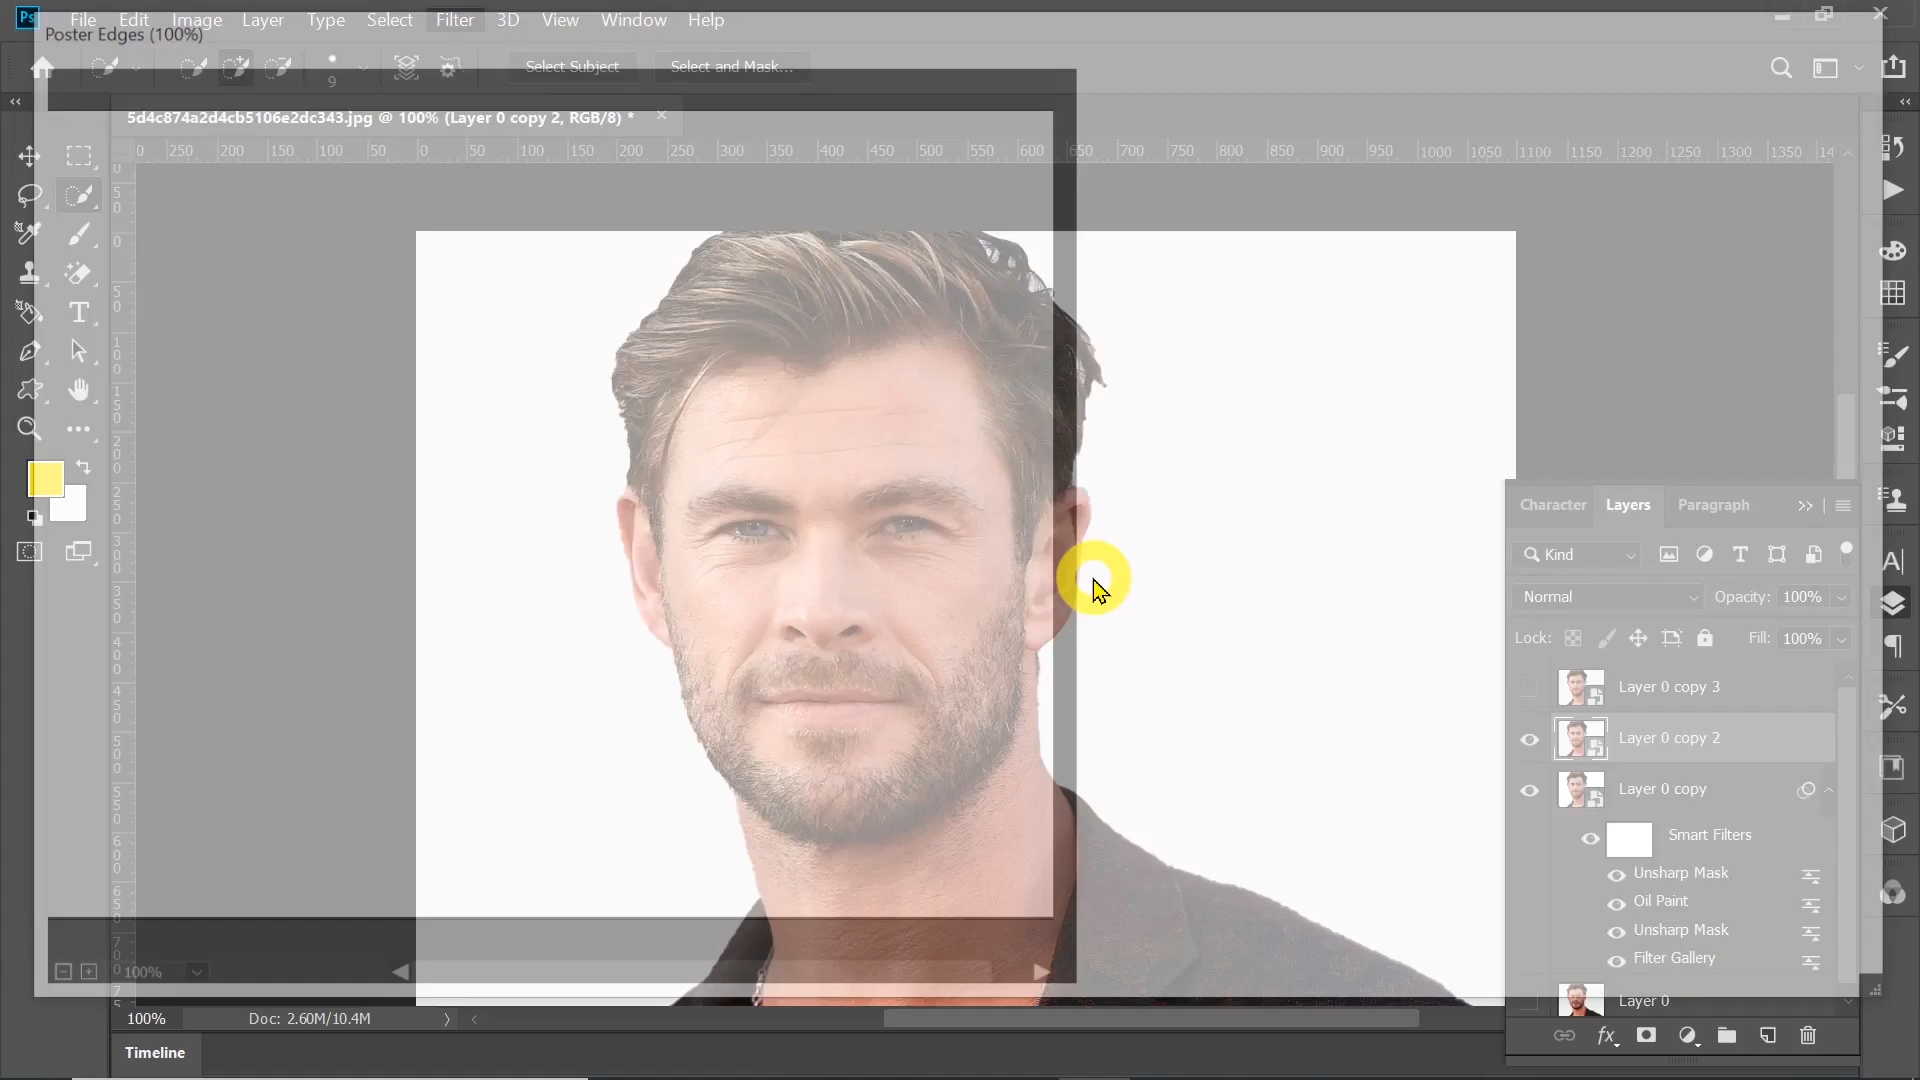 Ps File Edit Image Layer Type Select Filter 3D View Window Help
Poster Edges (100%)
Select Subject Select and Mask...
9
5d4c874a2d4cb5106e2dc343.jpg @ 100% (Layer 0 copy 2, RGB/8) *
0 250 200 150 100 50 0 50 100 150 200 250 300 350 400 450 500 550 600 650 700 750 800 850 900 950 1000 1050 1100 1150 1200 1250 1300 1350
Character Layers Paragraph
Kind
Normal Opacity: 100%
Lock: Fill: 100%
Layer 0 copy 3
Layer 0 copy 2
Layer 0 copy
Smart Filters
Unsharp Mask
Oil Paint
Unsharp Mask
Filter Gallery
Layer 0
100%
100% Doc: 2.60M/10.4M
fx
Timeline